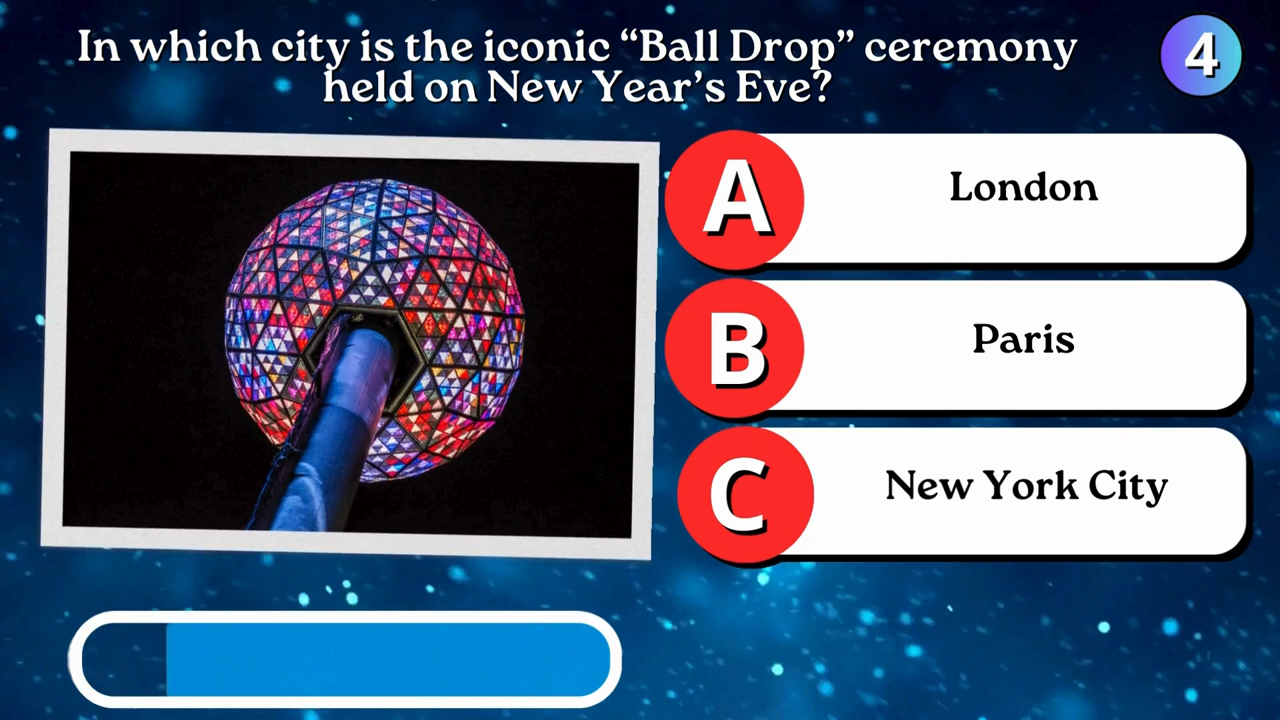 In which city is the iconic “Ball Drop” ceremony
held on New Year’s Eve?
4
A
London
B
Paris
C
New York City